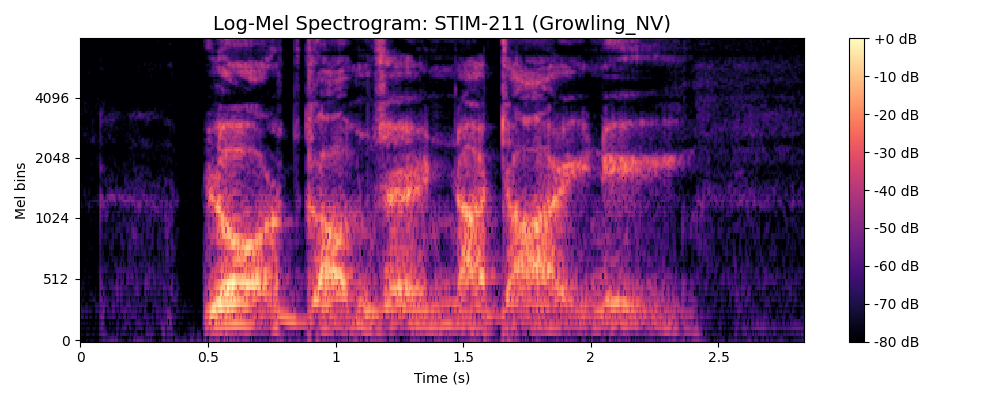 Log-Mel Spectrogram: STIM-211 (Growling_NV)
Mel bins
4096
2048
1024
512
0
0
0.5
1
1.5
2
2.5
Time (s)
+0 dB
-10 dB
-20 dB
-30 dB
-40 dB
-50 dB
-60 dB
-70 dB
-80 dB